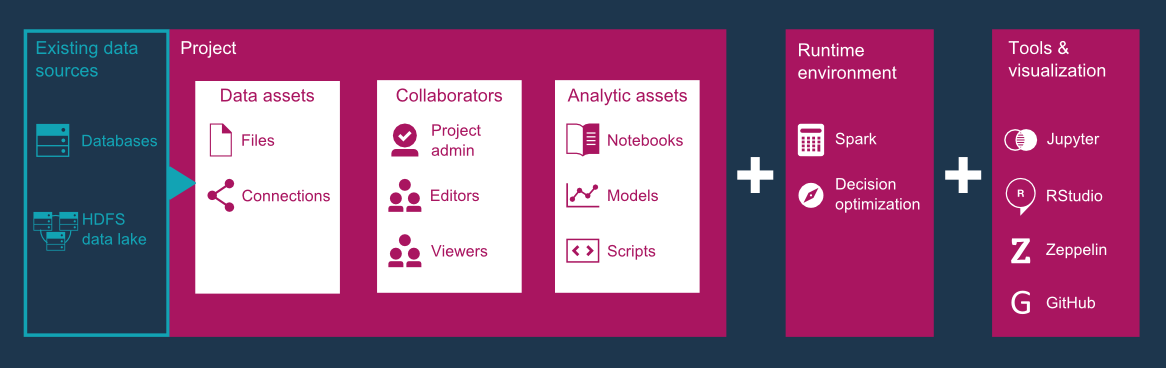 Existing data
sources
Databases
HDFS
data lake
Project
Data assets
Files
Connections
Collaborators
Project
admin
Editors
Viewers
Analytic assets
Notebooks
Models
Scripts
Runtime
environment
Spark
Decision
optimization
Tools &
visualization
Jupyter
R
RStudio
Z
Zeppelin
G
GitHub